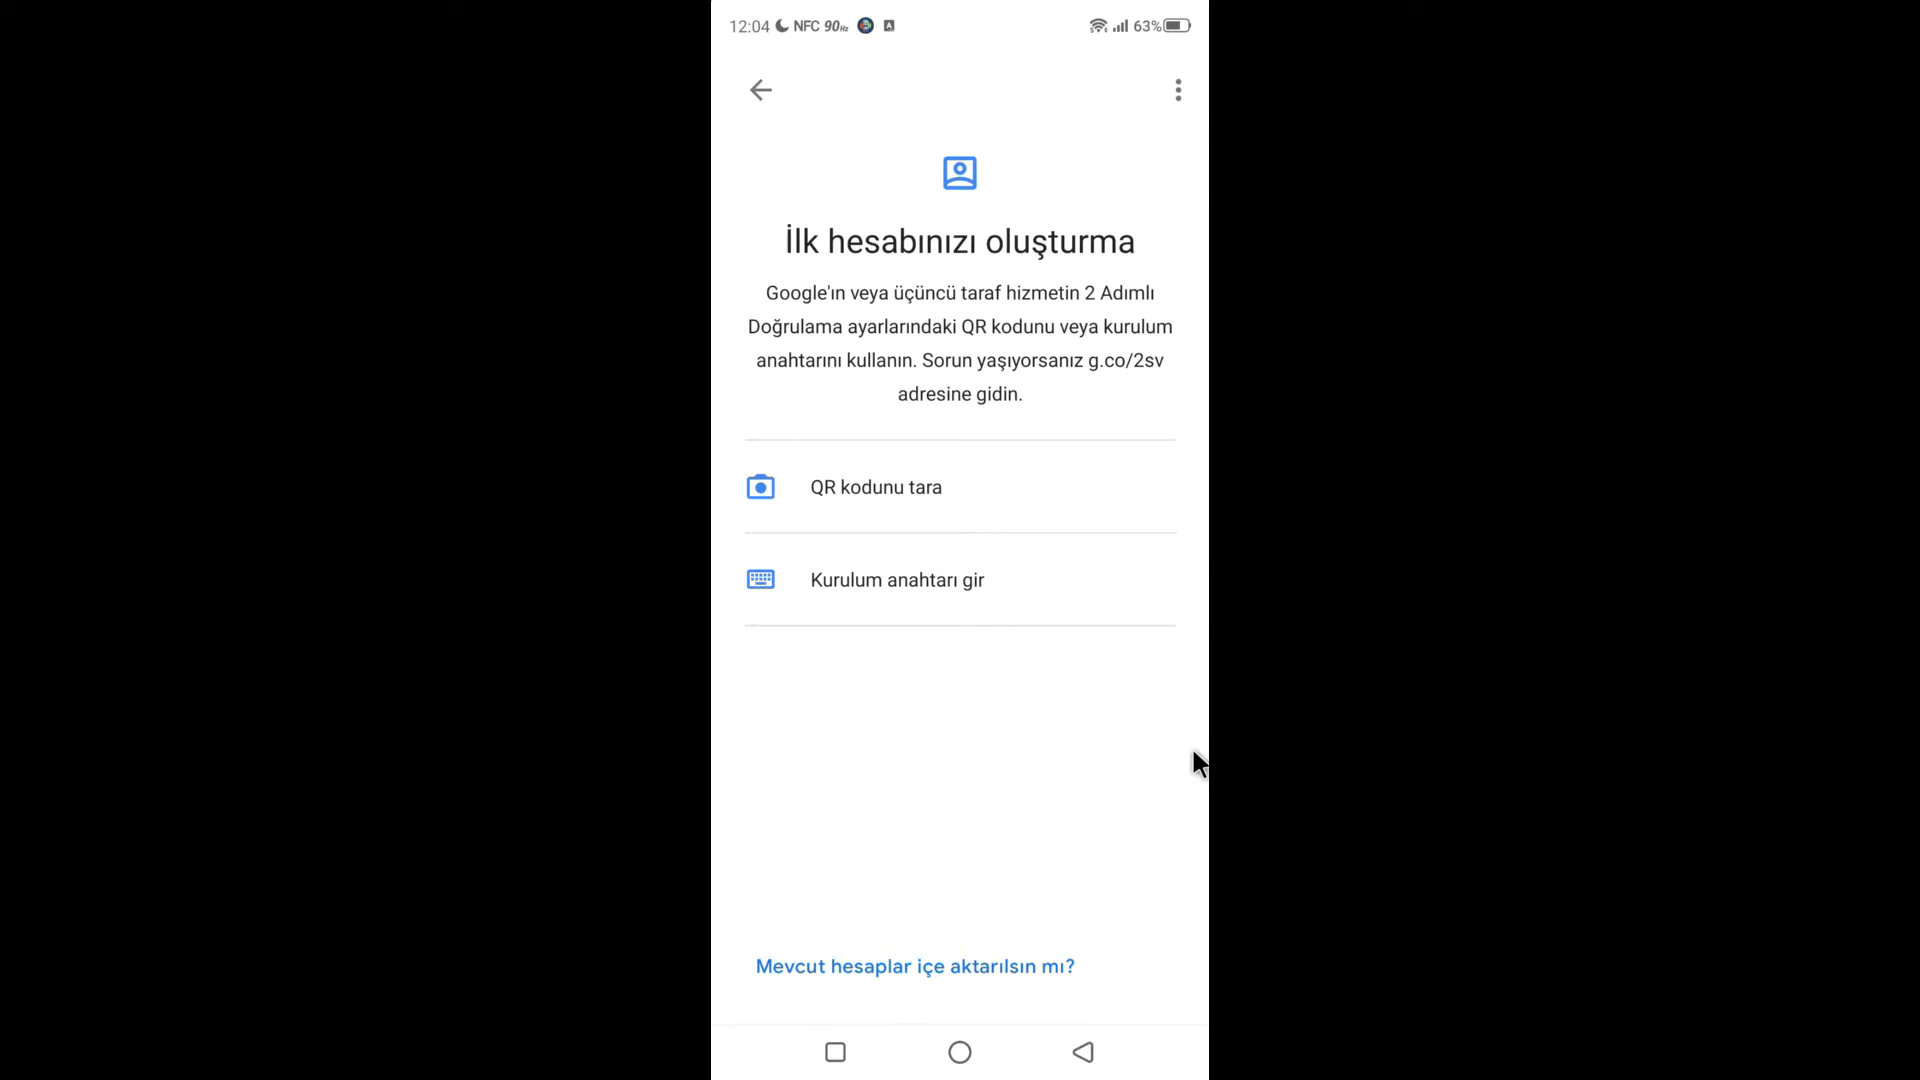 12:04 NFC 90Hz 63%
İlk hesabınızı oluşturma
Google'ın veya üçüncü taraf hizmetin 2 Adımlı
Doğrulama ayarlarındaki QR kodunu veya kurulum
anahtarını kullanın. Sorun yaşıyorsanız g.co/2sv
adresine gidin.
QR kodunu tara
Kurulum anahtarı gir
Mevcut hesaplar içe aktarılsın mı?